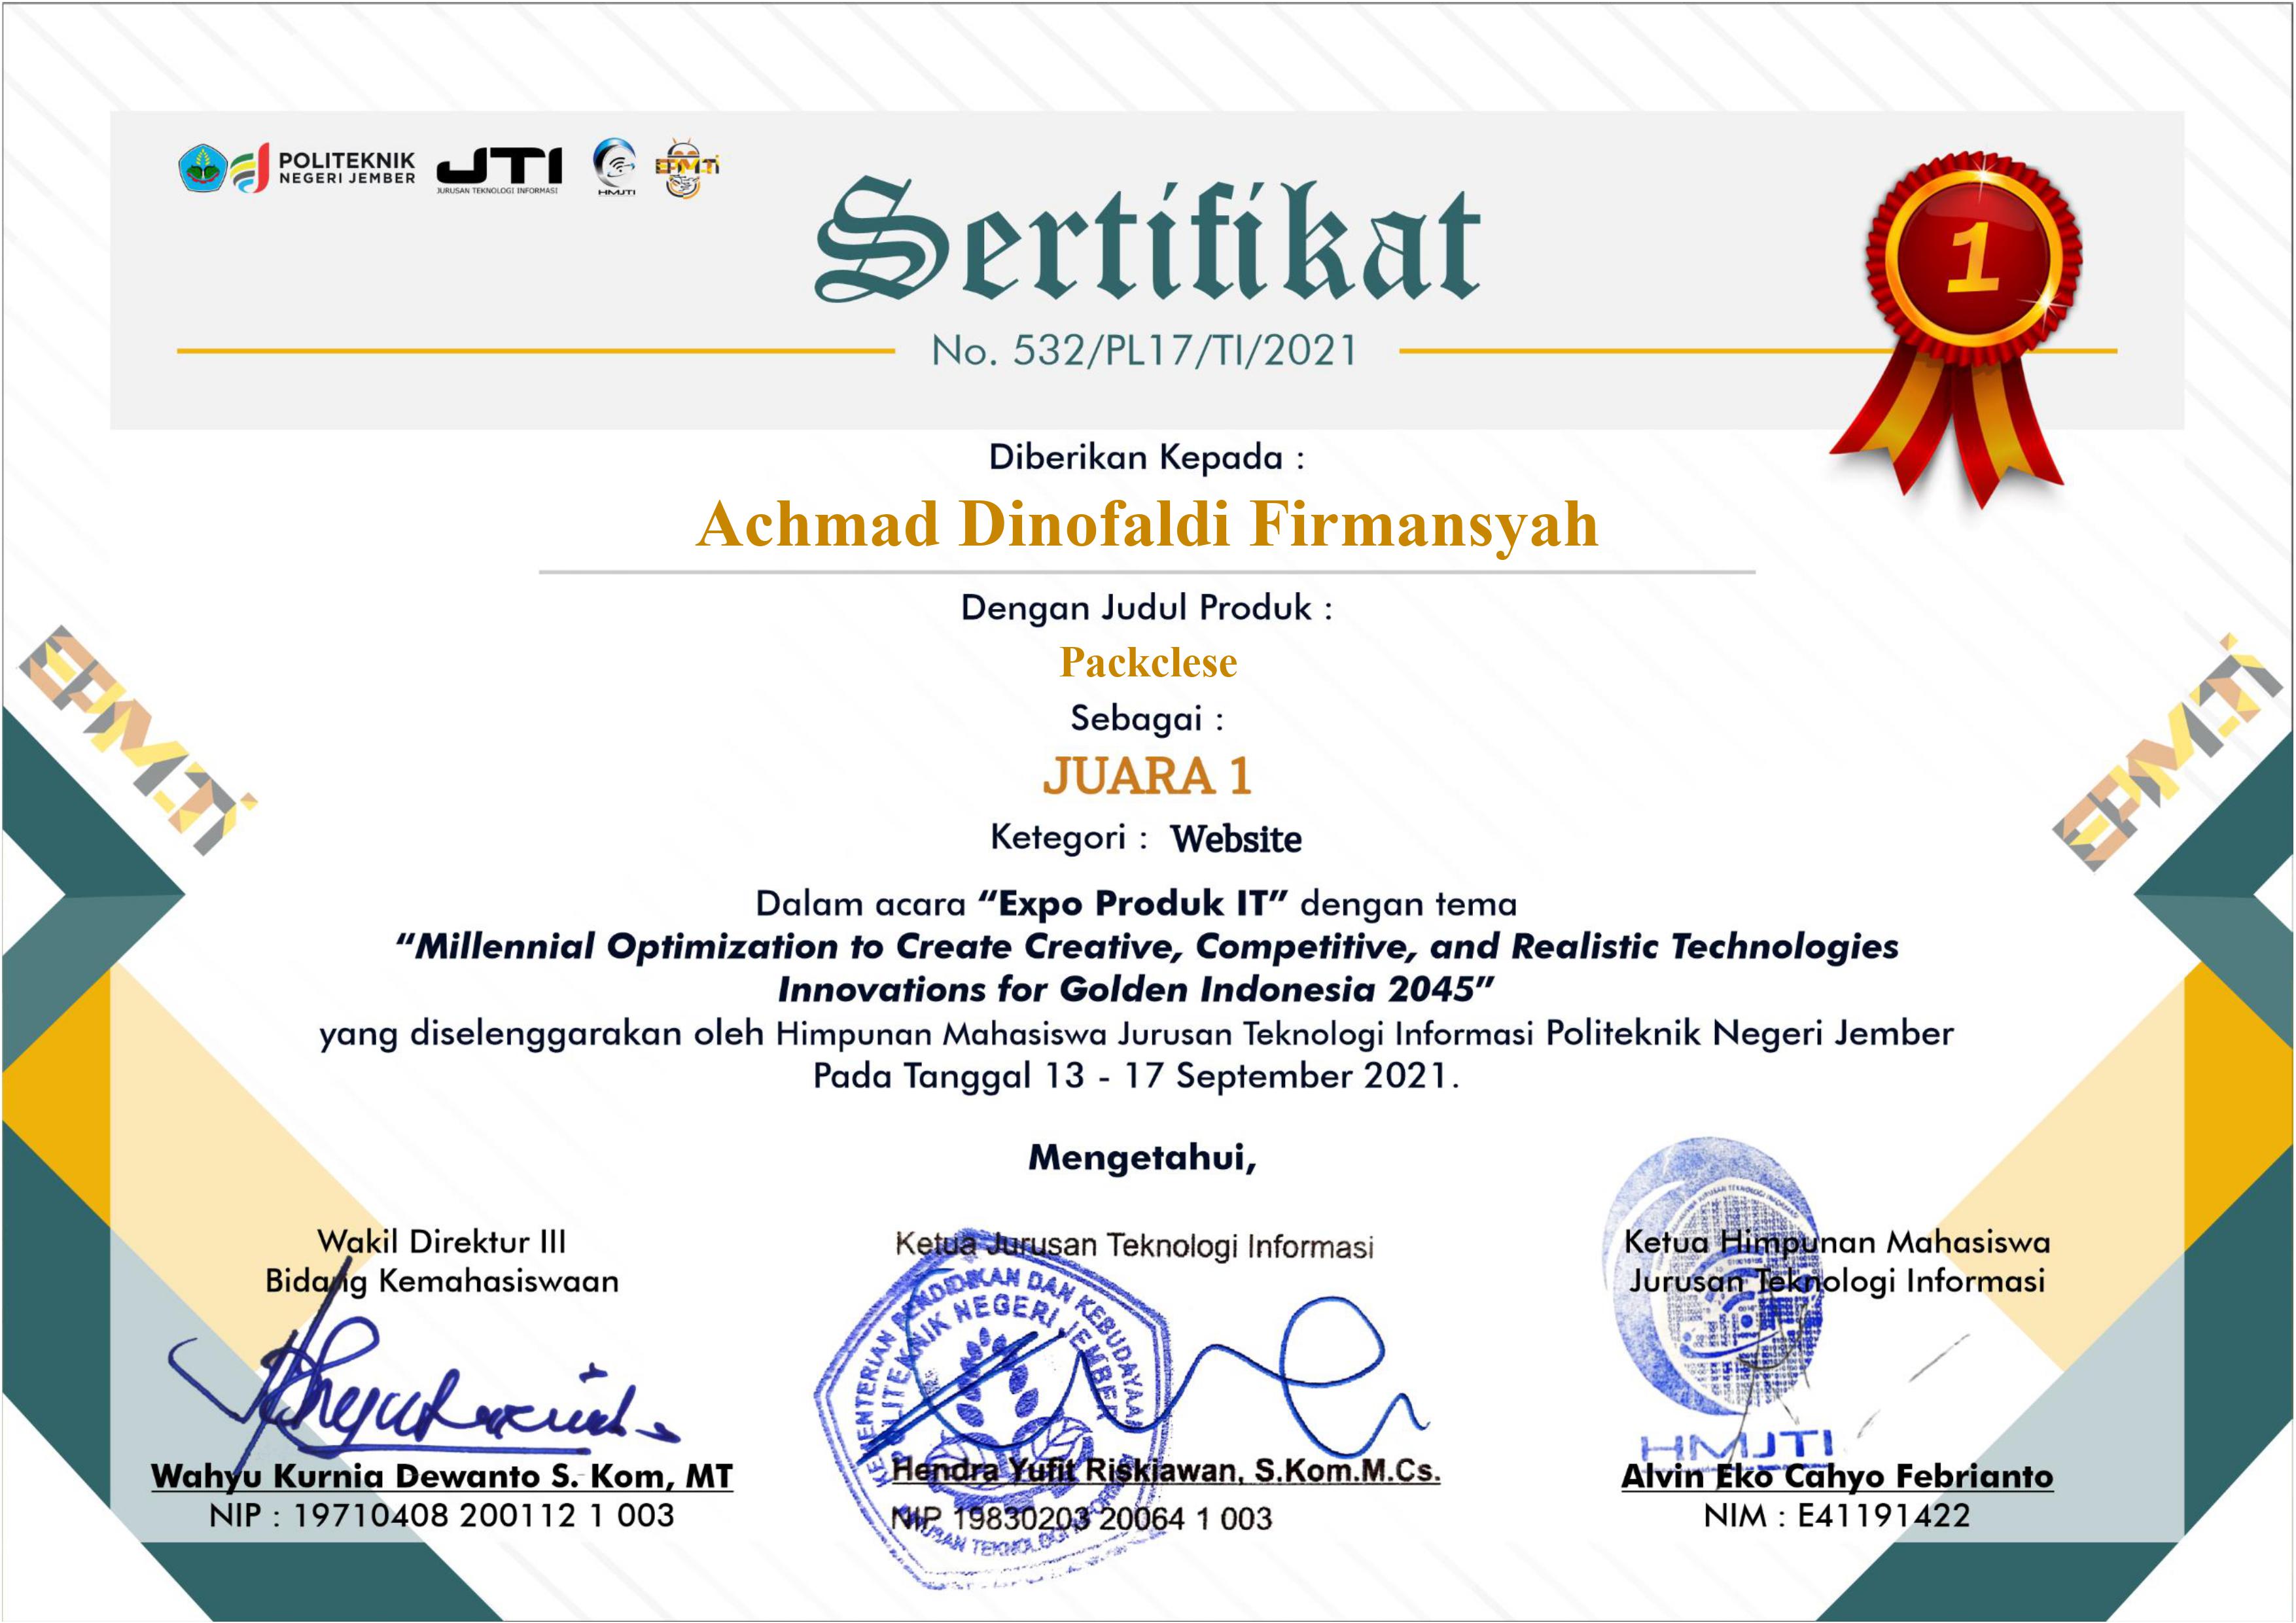 POLITEKNIK
NEGERI JEMBER
JTI
JURUSAN TEKNOLOGI INFORMASI
HMJTI
EPMTI
Sertifikat
No. 532/PL17/TI/2021
1
Diberikan Kepada :
Achmad Dinofaldi Firmansyah
Dengan Judul Produk :
Packclese
Sebagai :
JUARA 1
Ketegori : Website
EPMTI
EPMTI
Dalam acara “Expo Produk IT” dengan tema
“Millennial Optimization to Create Creative, Competitive, and Realistic Technologies
Innovations for Golden Indonesia 2045”
yang diselenggarakan oleh Himpunan Mahasiswa Jurusan Teknologi Informasi Politeknik Negeri Jember
Pada Tanggal 13 - 17 September 2021.
Mengetahui,
Wakil Direktur III
Bidang Kemahasiswaan
Wahyu Kurnia Dewanto S. Kom, MT
NIP : 19710408 200112 1 003
Ketua Jurusan Teknologi Informasi
KEMENTERIAN PENDIDIKAN DAN KEBUDAYAAN
POLITEKNIK NEGERI JEMBER
JURUSAN TEKNOLOGI INFORMASI
Hendra Yufit Riskiawan, S.Kom.M.Cs.
NIP 19830203 20064 1 003
Ketua Himpunan Mahasiswa
Jurusan Teknologi Informasi
HMJTI
Alvin Eko Cahyo Febrianto
NIM : E41191422